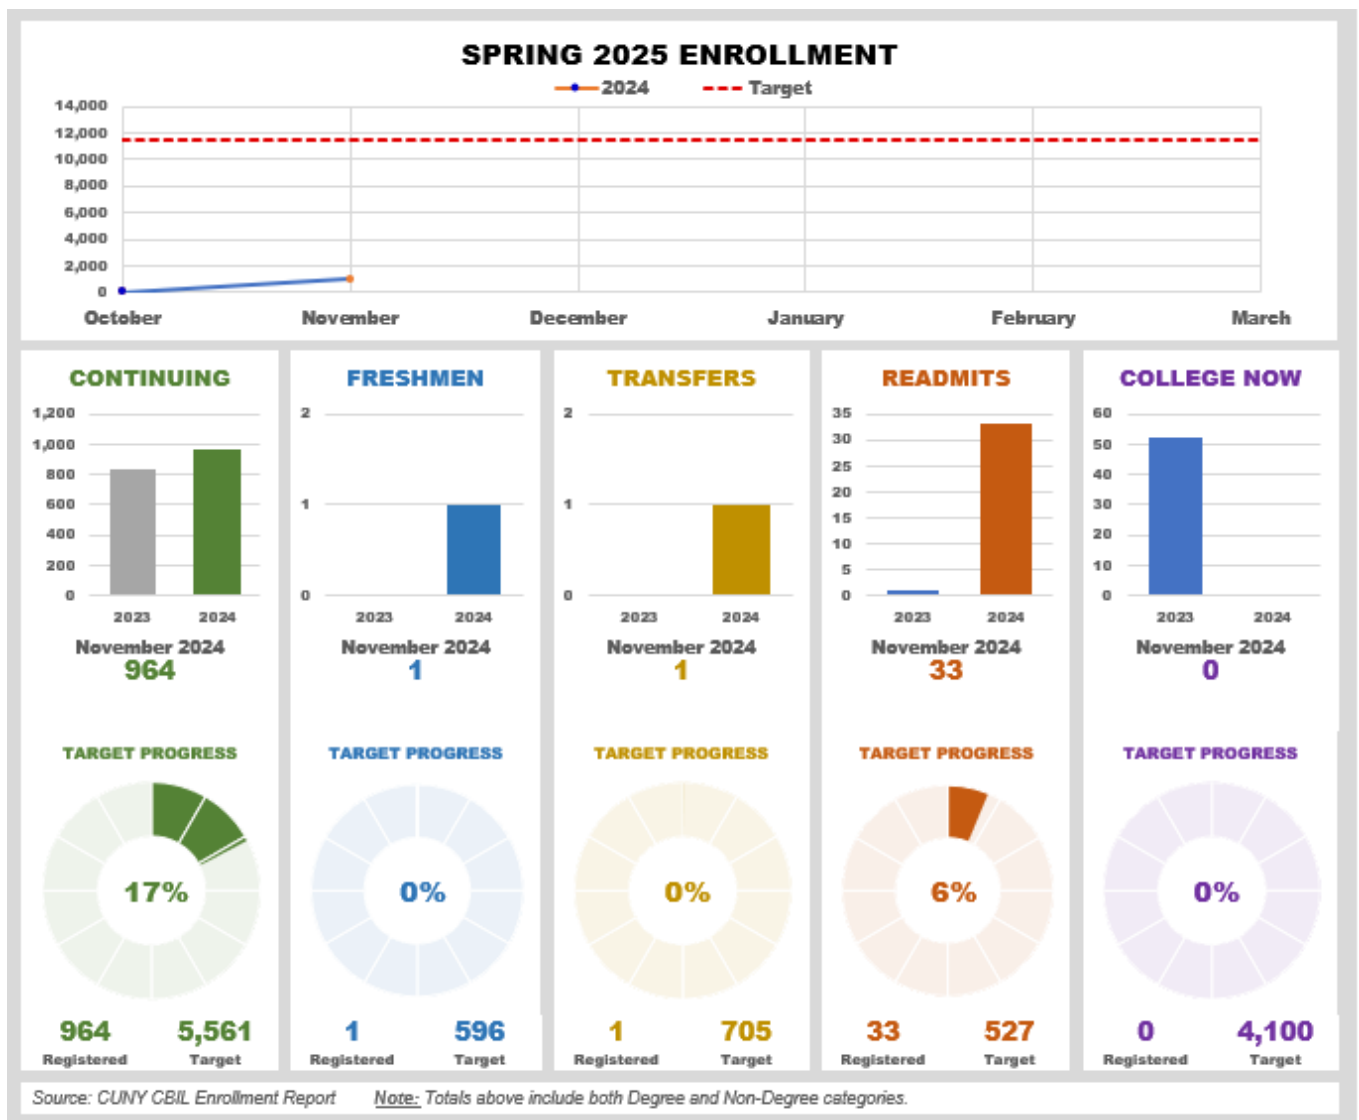 SPRING 2025 ENROLLMENT
2024 Target
14,000
12,000
10,000
8,000
6,000
4,000
2,000
0
October November December January February March
CONTINUING
1,200
1,000
800
600
400
200
0
2023 2024
November 2024
964
TARGET PROGRESS
17%
964 5,561
Registered Target
FRESHMEN
2
1
0
2023 2024
November 2024
1
TARGET PROGRESS
0%
1 596
Registered Target
TRANSFERS
2
1
0
2023 2024
November 2024
1
TARGET PROGRESS
0%
1 705
Registered Target
READMITS
35
30
25
20
15
10
5
0
2023 2024
November 2024
33
TARGET PROGRESS
6%
33 527
Registered Target
COLLEGE NOW
60
50
40
30
20
10
0
2023 2024
November 2024
0
TARGET PROGRESS
0%
0 4,100
Registered Target
Source: CUNY CBIL Enrollment Report Note: Totals above include both Degree and Non-Degree categories.